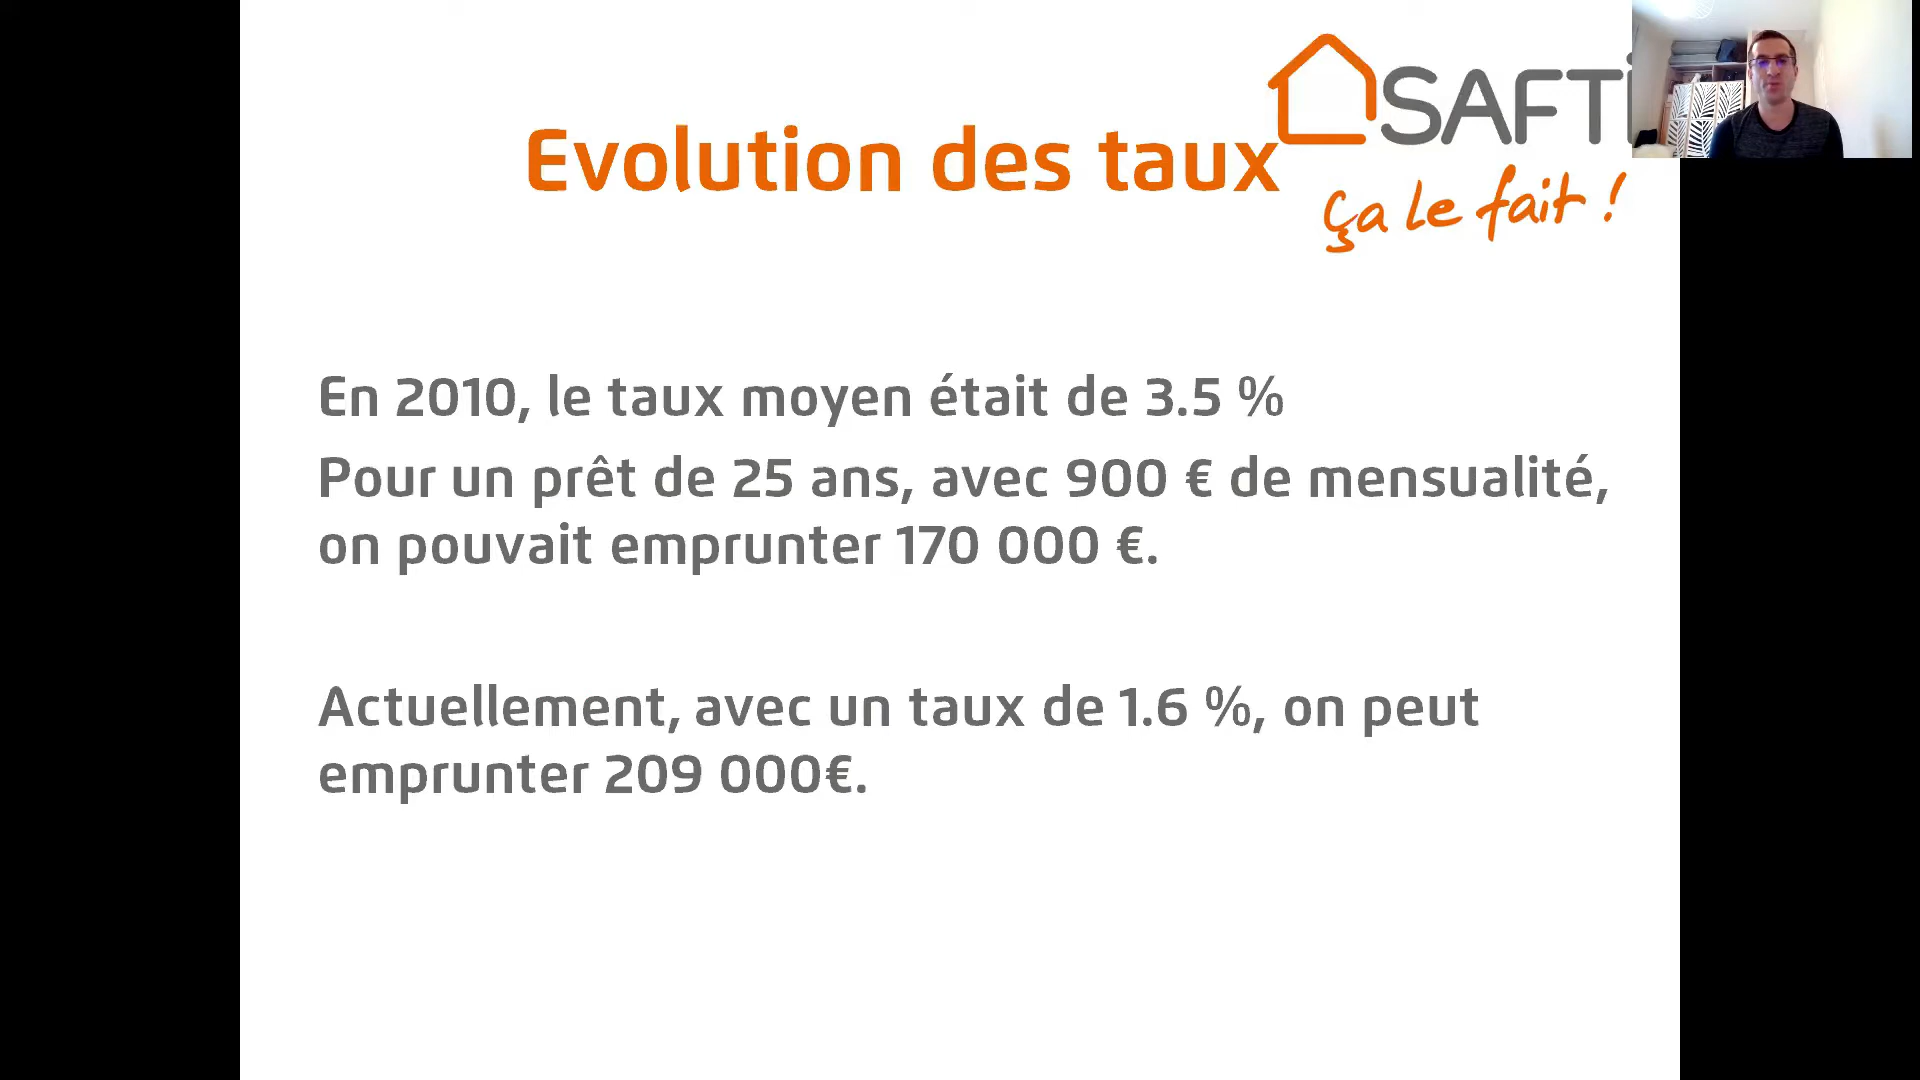 SAFTi
Evolution des taux
ça le fait !
En 2010, le taux moyen était de 3.5 %
Pour un prêt de 25 ans, avec 900 € de mensualité,
on pouvait emprunter 170 000 €.
Actuellement, avec un taux de 1.6 %, on peut
emprunter 209 000€.